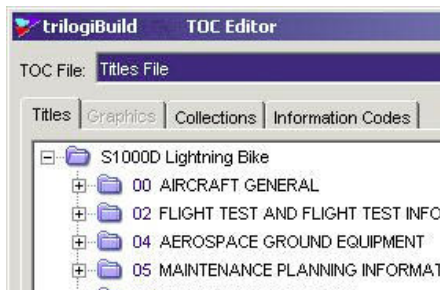 trilogiBuild TOC Editor
TOC File: Titles File
Titles Graphics Collections Information Codes
S1000D Lightning Bike
00 AIRCRAFT GENERAL
02 FLIGHT TEST AND FLIGHT TEST INFO
04 AEROSPACE GROUND EQUIPMENT
05 MAINTENANCE PLANNING INFORMAT